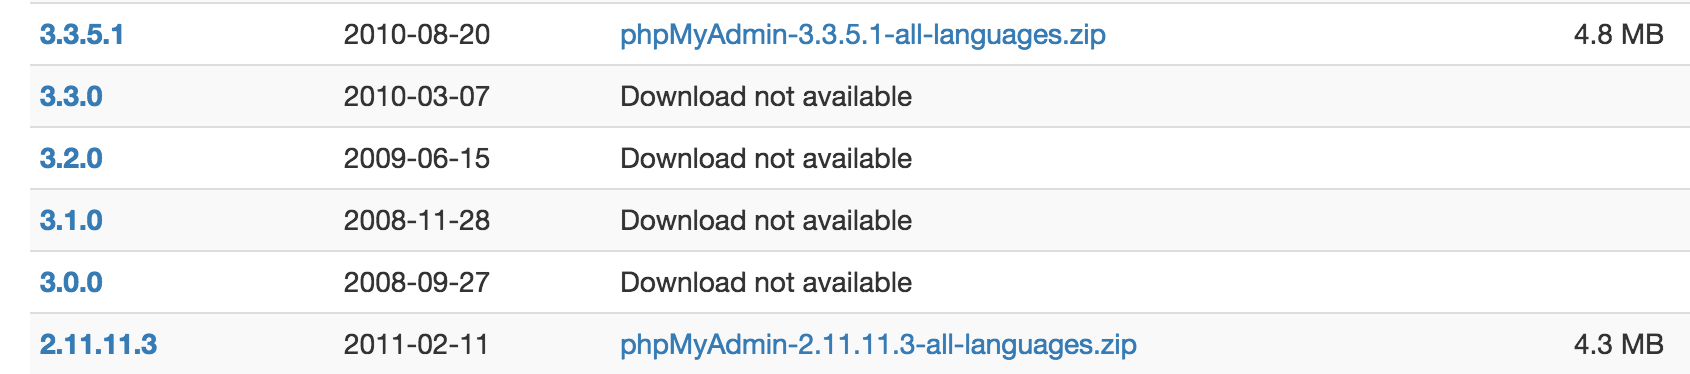 3.3.5.1 2010-08-20 phpMyAdmin-3.3.5.1-all-languages.zip 4.8 MB
3.3.0 2010-03-07 Download not available
3.2.0 2009-06-15 Download not available
3.1.0 2008-11-28 Download not available
3.0.0 2008-09-27 Download not available
2.11.11.3 2011-02-11 phpMyAdmin-2.11.11.3-all-languages.zip 4.3 MB